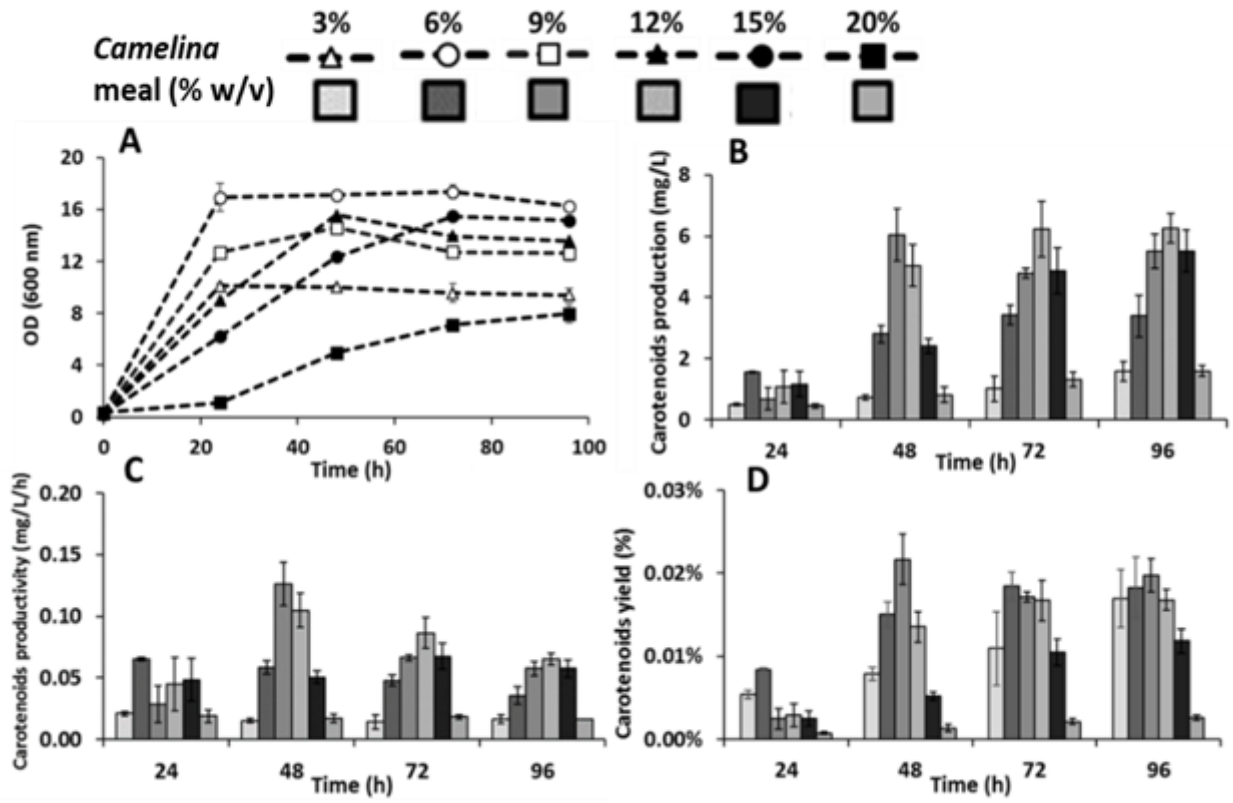 3% 6% 9% 12% 15% 20%
Camelina
meal (% w/v)
A
20
16
12
8
4
0
OD (600 nm)
0 20 40 60 80 100
Time (h)
B
8
6
4
2
0
Carotenoids production (mg/L)
24 48 72 96
Time (h)
C
0.20
0.15
0.10
0.05
0.00
Carotenoids productivity (mg/L/h)
24 48 72 96
Time (h)
D
0.03%
0.02%
0.01%
0.00%
Carotenoids yield (%)
24 48 72 96
Time (h)